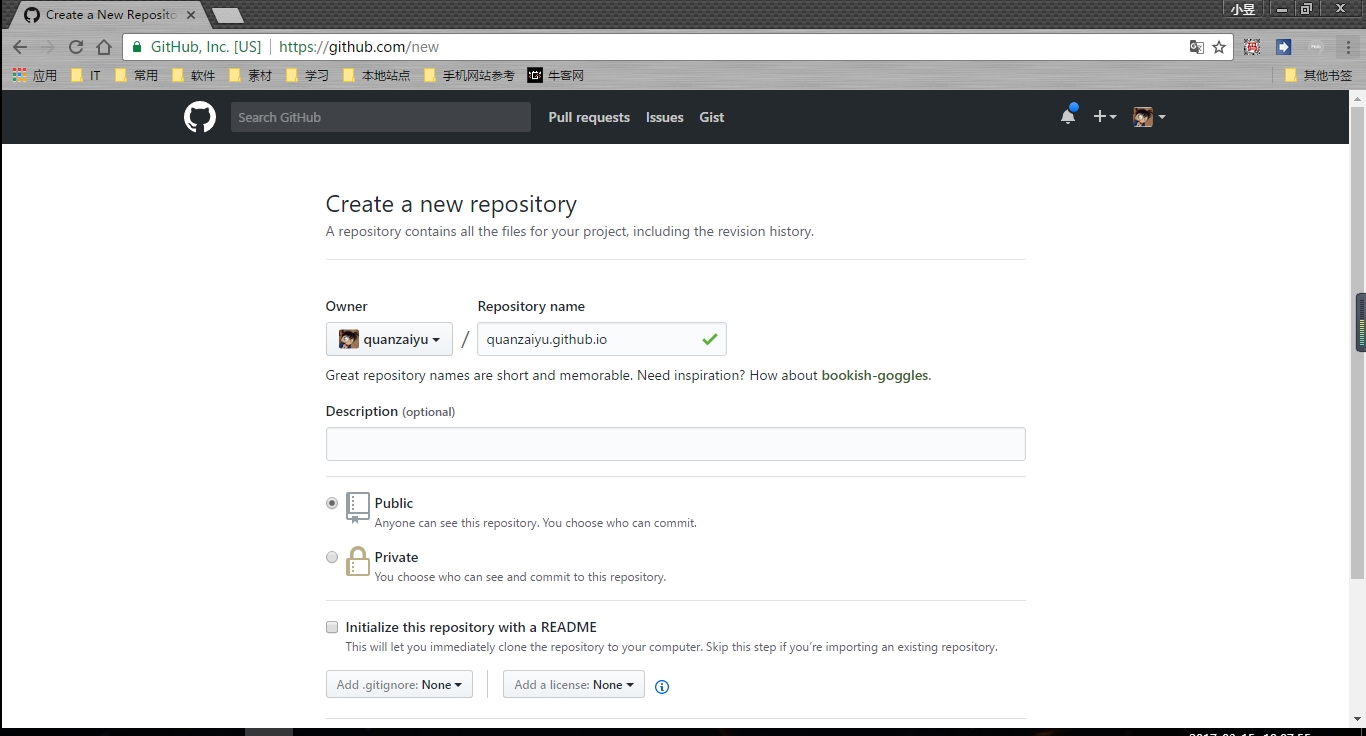 Create a New Reposito
小昱
GitHub, Inc. [US] https://github.com/new
应用 IT 常用 软件 素材 学习 本地站点 手机网站参考 牛客网 其他书签
Search GitHub Pull requests Issues Gist
Create a new repository
A repository contains all the files for your project, including the revision history.
Owner Repository name
quanzaiyu / quanzaiyu.github.io
Great repository names are short and memorable. Need inspiration? How about bookish-goggles.
Description (optional)
Public
Anyone can see this repository. You choose who can commit.
Private
You choose who can see and commit to this repository.
Initialize this repository with a README
This will let you immediately clone the repository to your computer. Skip this step if you're importing an existing repository.
Add .gitignore: None Add a license: None